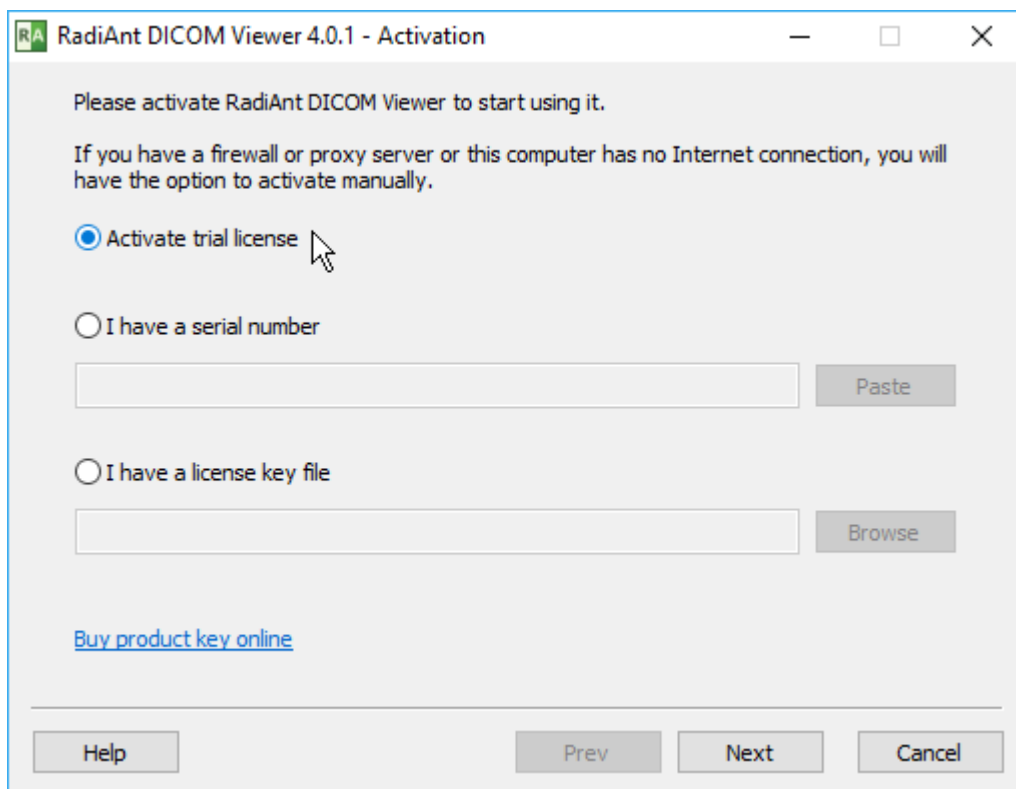 RA RadiAnt DICOM Viewer 4.0.1 - Activation
Please activate RadiAnt DICOM Viewer to start using it.
If you have a firewall or proxy server or this computer has no Internet connection, you will
have the option to activate manually.
Activate trial license
I have a serial number
Paste
I have a license key file
Browse
Buy product key online
Help Prev Next Cancel